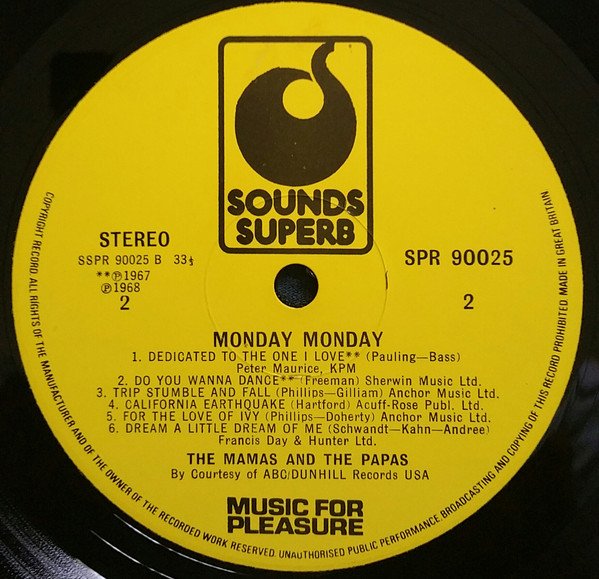 SOUNDS
SUPERB
STEREO
SSPR 90025 B 33⅓
**℗1967
℗1968
2
SPR 90025
2
MONDAY MONDAY
1. DEDICATED TO THE ONE I LOVE** (Pauling—Bass)
Peter Maurice, KPM
2. DO YOU WANNA DANCE** (Freeman) Sherwin Music Ltd.
3. TRIP STUMBLE AND FALL (Phillips—Gilliam) Anchor Music Ltd.
4. CALIFORNIA EARTHQUAKE (Hartford) Acuff-Rose Publ. Ltd.
5. FOR THE LOVE OF IVY (Phillips—Doherty) Anchor Music Ltd.
6. DREAM A LITTLE DREAM OF ME (Schwandt—Kahn—Andree)
Francis Day & Hunter Ltd.
THE MAMAS AND THE PAPAS
By Courtesy of ABC/DUNHILL Records USA
MUSIC FOR
PLEASURE
COPYRIGHT RECORD ALL RIGHTS OF THE MANUFACTURER AND OF THE OWNER OF THE RECORDED WORK RESERVED. UNAUTHORISED PUBLIC PERFORMANCE. BROADCASTING AND COPYING OF THIS RECORD PROHIBITED MADE IN GREAT BRITAIN